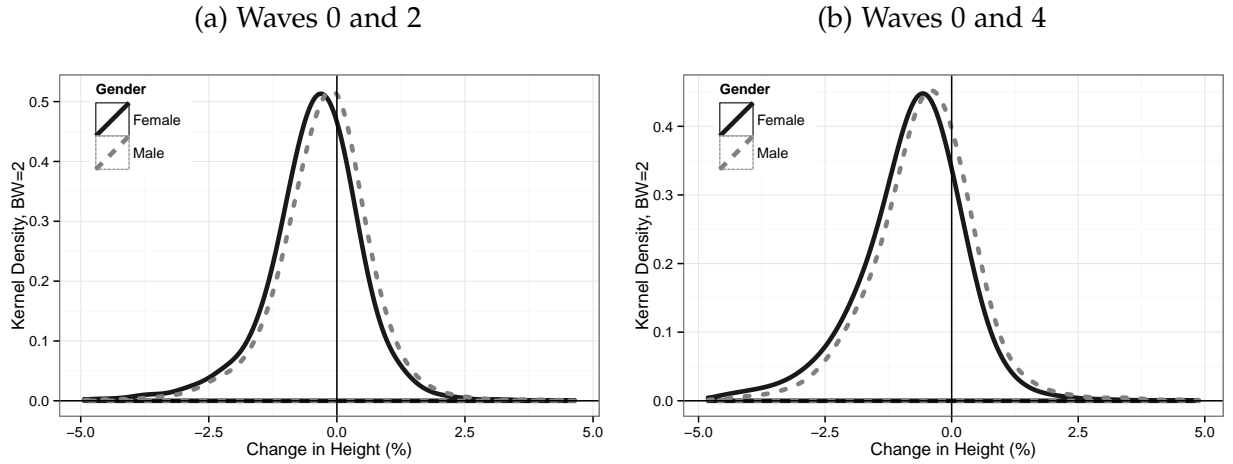 (a) Waves 0 and 2
Gender
Female
Male
Kernel Density, BW=2
0.5
0.4
0.3
0.2
0.1
0.0
−5.0 −2.5 0.0 2.5 5.0
Change in Height (%)
(b) Waves 0 and 4
Gender
Female
Male
Kernel Density, BW=2
0.4
0.3
0.2
0.1
0.0
−5.0 −2.5 0.0 2.5 5.0
Change in Height (%)